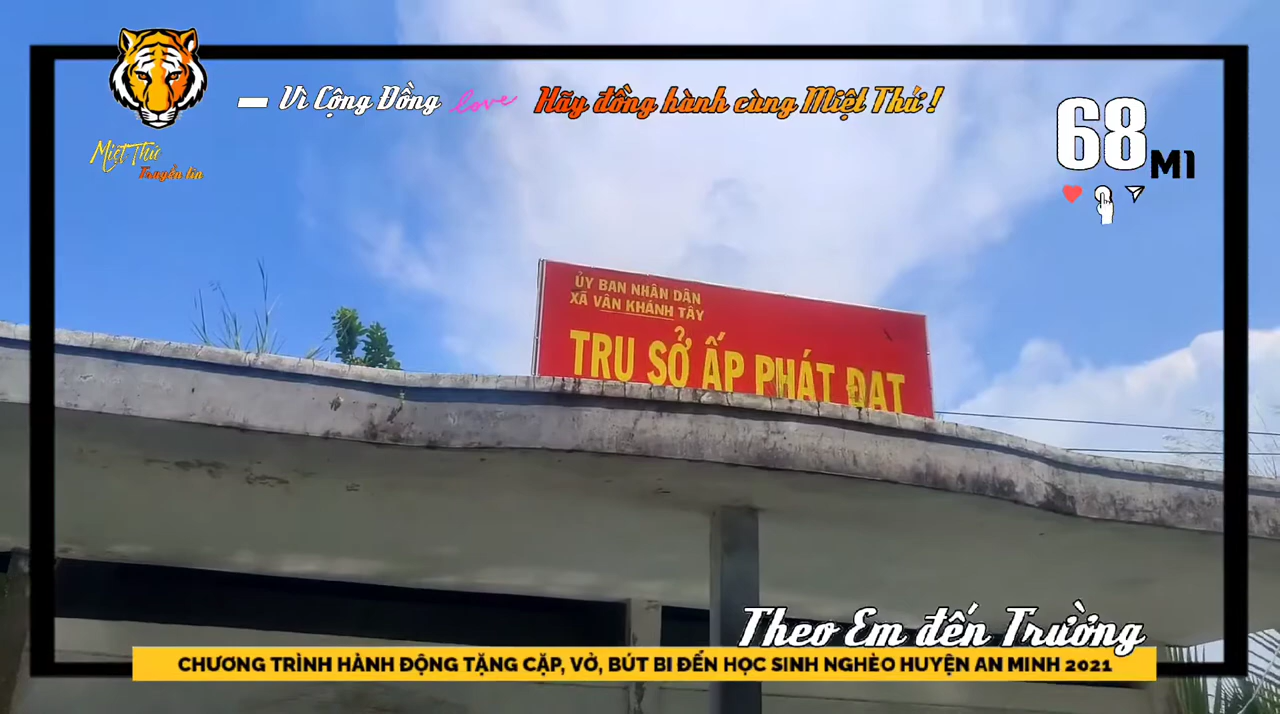 Vì Cộng Đồng love Hãy đồng hành cùng Miệt Thứ !
68 M1
Miệt Thứ
Truyền tin
ỦY BAN NHÂN DÂN
XÃ VÂN KHÁNH TÂY
TRỤ SỞ ẤP PHÁT ĐẠT
Theo Em đến Trường
CHƯƠNG TRÌNH HÀNH ĐỘNG TẶNG CẶP, VỞ, BÚT BI ĐẾN HỌC SINH NGHÈO HUYỆN AN MINH 2021